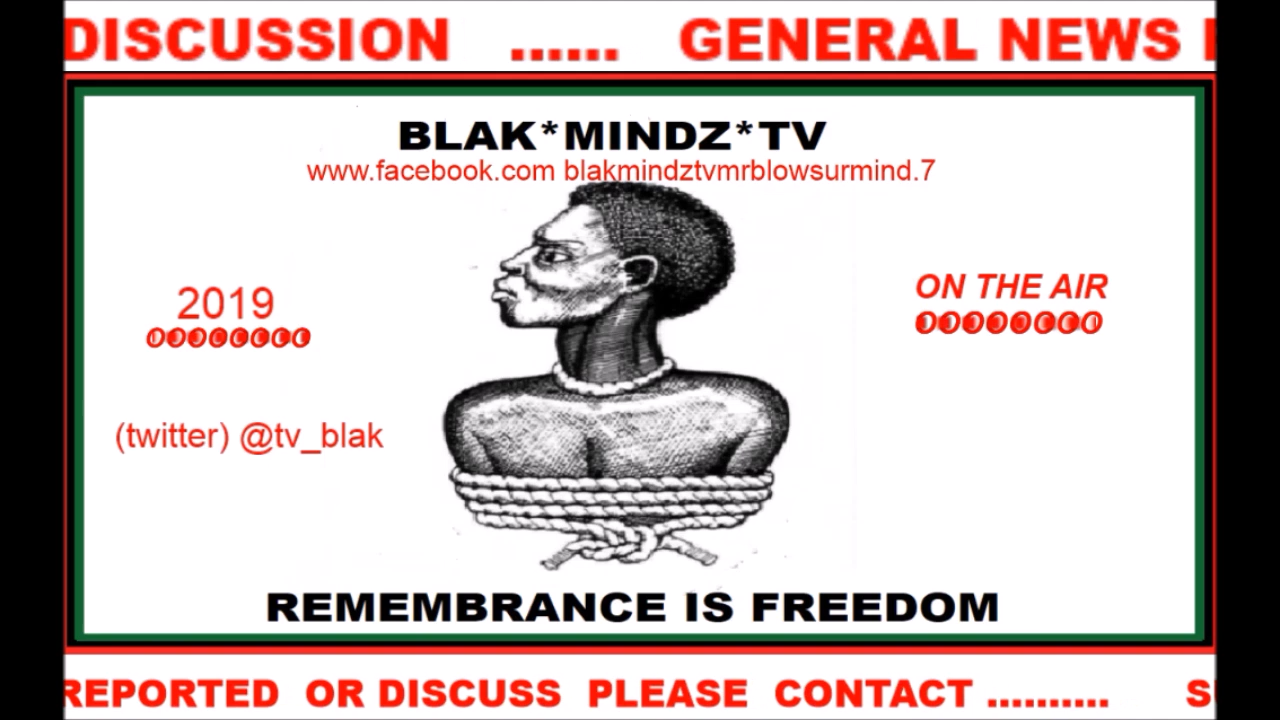 DISCUSSION ...... GENERAL NEWS
BLAK*MINDZ*TV
www.facebook.com blakmindztvmrblowsurmind.7
2019
ON THE AIR
(twitter) @tv_blak
REMEMBRANCE IS FREEDOM
REPORTED OR DISCUSS PLEASE CONTACT ..........